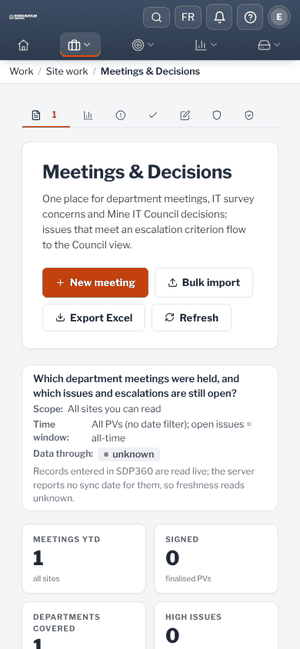 ENDEAVOUR
MINING
FR
E
Work / Site work / Meetings & Decisions
1
Meetings & Decisions
One place for department meetings, IT survey
concerns and Mine IT Council decisions;
issues that meet an escalation criterion flow
to the Council view.
+ New meeting
Bulk import
Export Excel
Refresh
Which department meetings were held, and
which issues and escalations are still open?
Scope: All sites you can read
Time window: All PVs (no date filter); open issues =
all-time
Data through: unknown
Records entered in SDP360 are read live; the server
reports no sync date for them, so freshness reads
unknown.
MEETINGS YTD
1
all sites
SIGNED
0
finalised PVs
DEPARTMENTS
COVERED
1
HIGH ISSUES
0